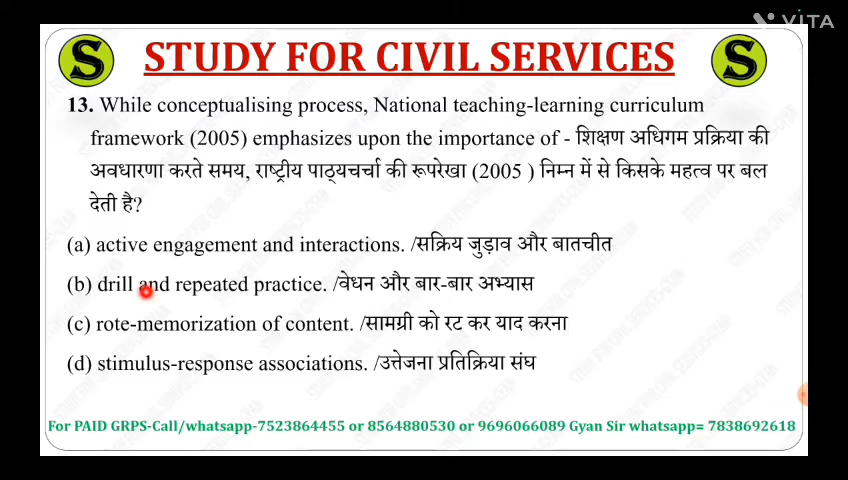 VITA
S STUDY FOR CIVIL SERVICES S
13. While conceptualising process, National teaching-learning curriculum
framework (2005) emphasizes upon the importance of - शिक्षण अधिगम प्रक्रिया की
अवधारणा करते समय, राष्ट्रीय पाठ्यचर्चा की रूपरेखा (2005 ) निम्न में से किसके महत्व पर बल
देती है?
(a) active engagement and interactions. /सक्रिय जुड़ाव और बातचीत
(b) drill and repeated practice. /वेधन और बार-बार अभ्यास
(c) rote-memorization of content. /सामग्री को रट कर याद करना
(d) stimulus-response associations. /उत्तेजना प्रतिक्रिया संघ
For PAID GRPS-Call/whatsapp-7523864455 or 8564880530 or 9696066089 Gyan Sir whatsapp= 7838692618